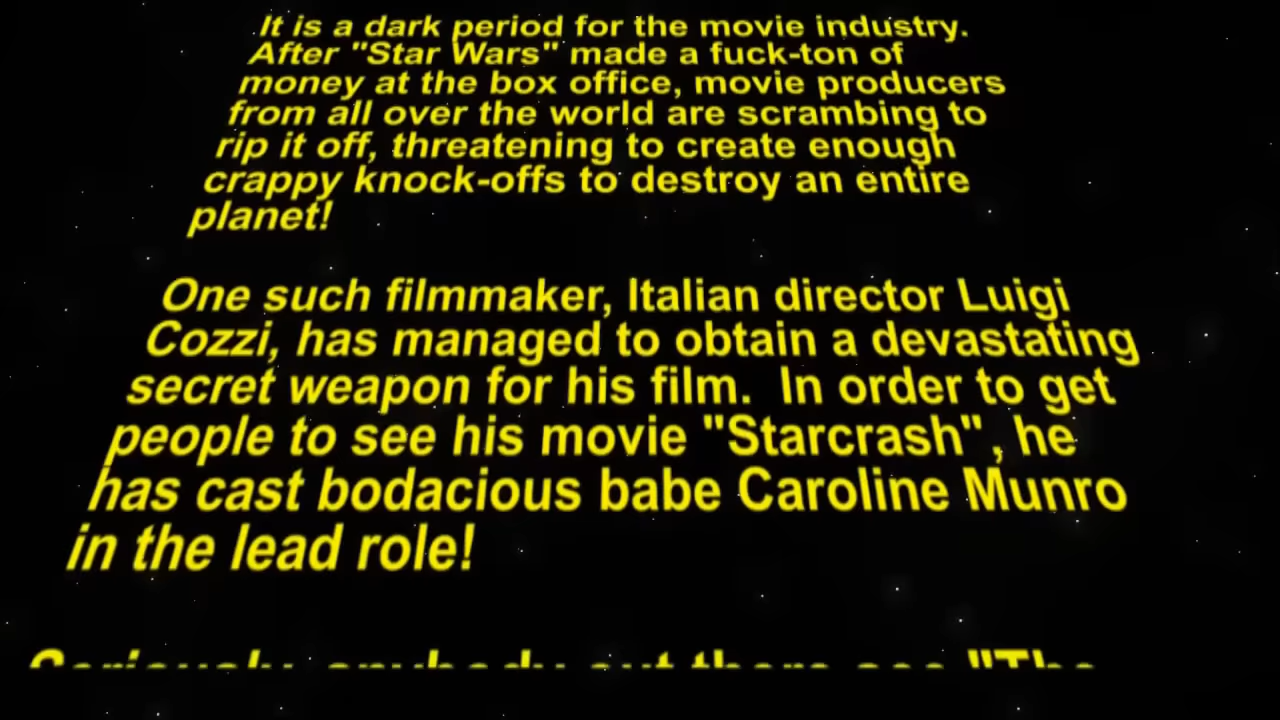 It is a dark period for the movie industry.
After "Star Wars" made a fuck-ton of
money at the box office, movie producers
from all over the world are scrambing to
rip it off, threatening to create enough
crappy knock-offs to destroy an entire
planet!
One such filmmaker, Italian director Luigi
Cozzi, has managed to obtain a devastating
secret weapon for his film.  In order to get
people to see his movie "Starcrash", he
has cast bodacious babe Caroline Munro
in the lead role!
Seriously, anybody out there see "The